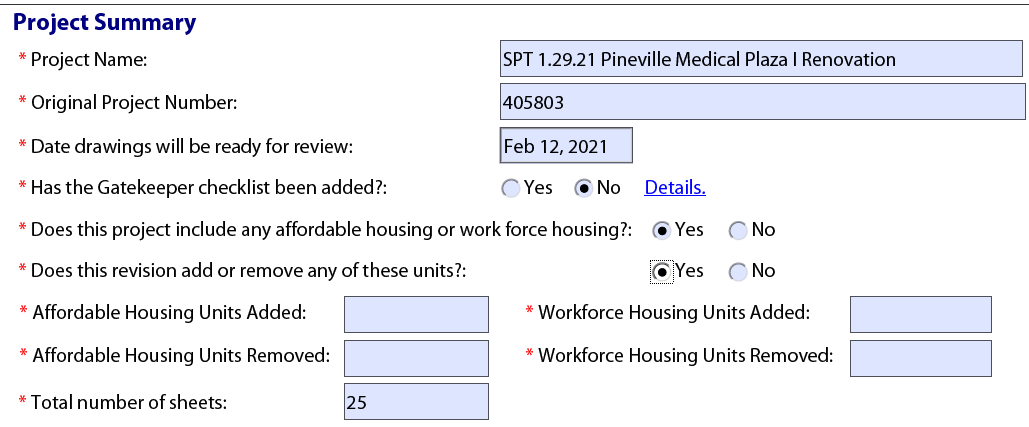 Project Summary
* Project Name: SPT 1.29.21 Pineville Medical Plaza I Renovation
* Original Project Number: 405803
* Date drawings will be ready for review: Feb 12, 2021
* Has the Gatekeeper checklist been added?: Yes No Details.
* Does this project include any affordable housing or work force housing?: Yes No
* Does this revision add or remove any of these units?: Yes No
* Affordable Housing Units Added: * Workforce Housing Units Added:
* Affordable Housing Units Removed: * Workforce Housing Units Removed:
* Total number of sheets: 25